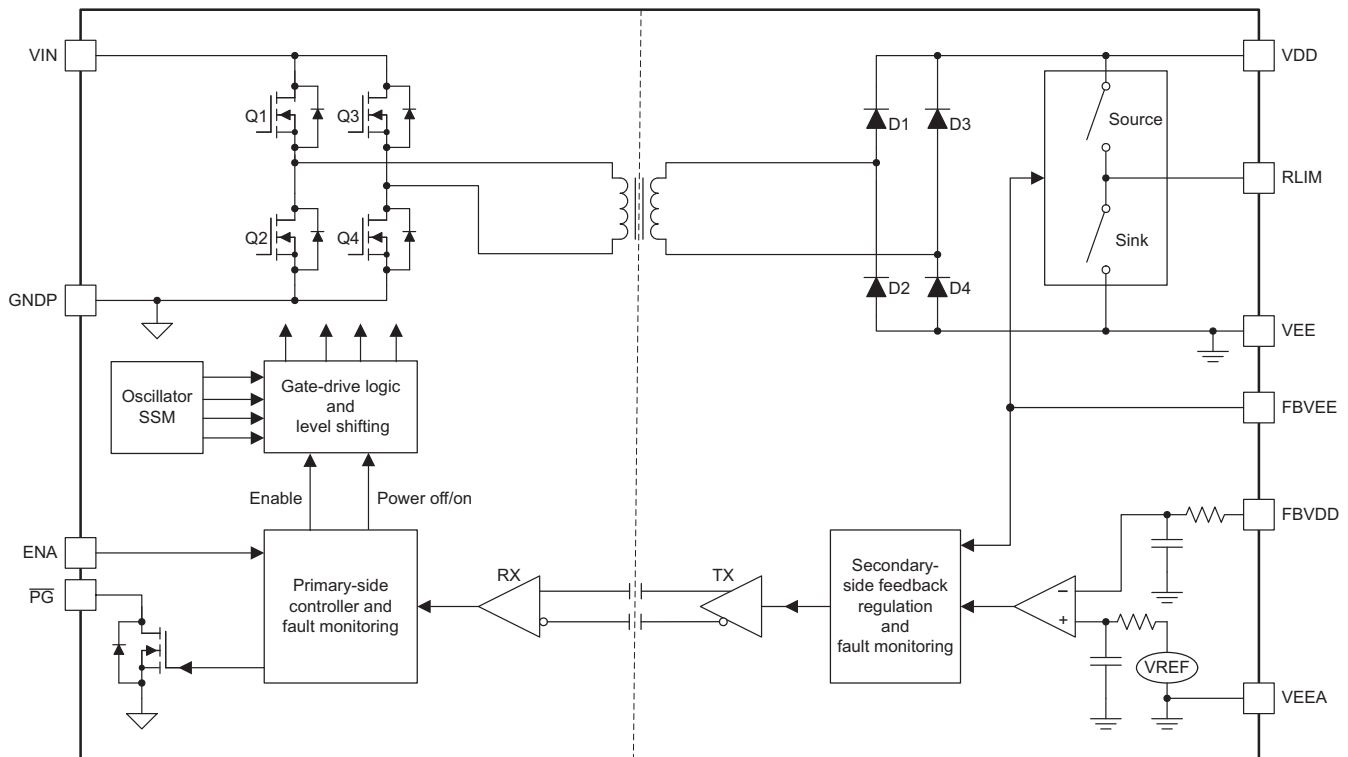 VIN
VDD
Q1
Q3
D1
D3
Source
RLIM
Q2
Q4
Sink
D2
D4
GNDP
VEE
Oscillator
SSM
Gate-drive logic
and
level shifting
FBVEE
Enable
Power off/on
FBVDD
ENA
PG
Primary-side
controller and
fault monitoring
RX
TX
Secondary-
side feedback
regulation
and
fault monitoring
–
+
VREF
VEEA